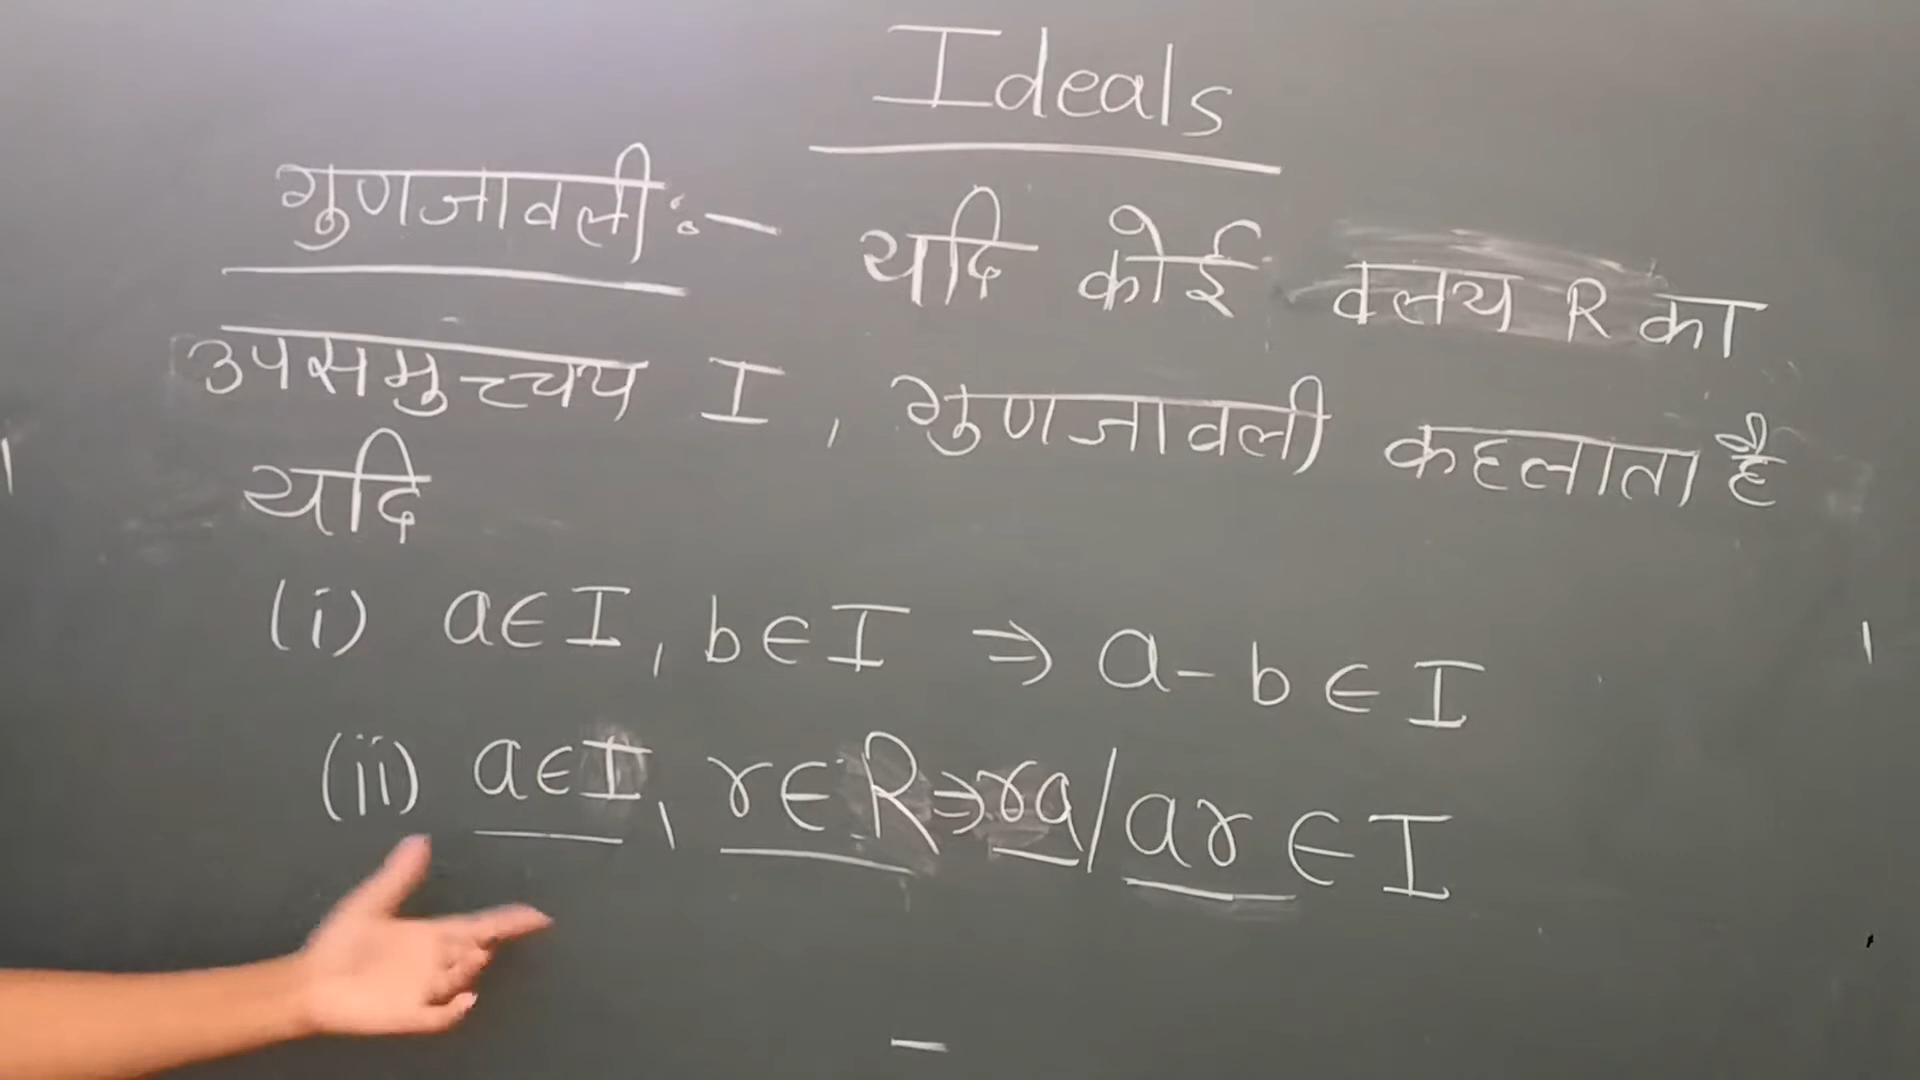 Ideals
गुणजावली :- यदि कोई वलय R का
उपसमुच्चय I , गुणजावली कहलाता है
यदि
(i) a∈I, b∈I ⇒ a-b∈I
(ii) a∈I, r∈R⇒ra/ar∈I